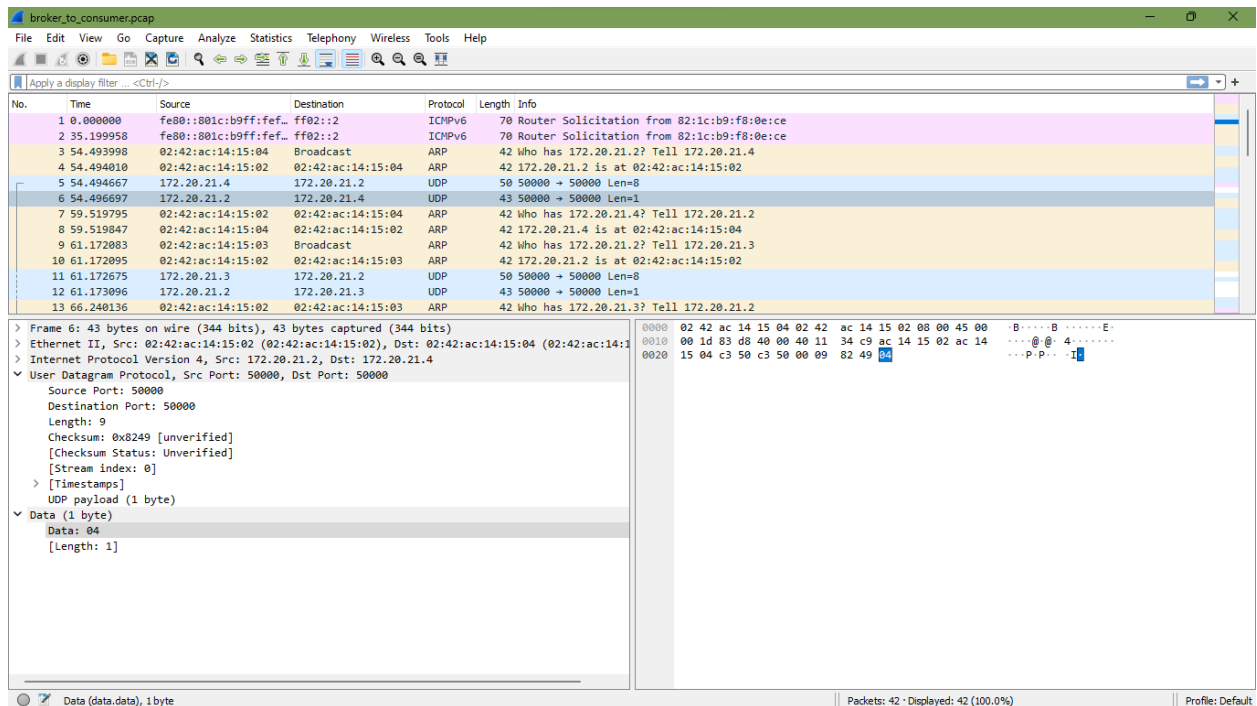 broker_to_consumer.pcap
File Edit View Go Capture Analyze Statistics Telephony Wireless Tools Help
Apply a display filter ... <Ctrl-/>
No. Time Source Destination Protocol Length Info
1 0.000000 fe80::801c:b9ff:fef… ff02::2 ICMPv6 70 Router Solicitation from 82:1c:b9:f8:0e:ce
2 35.199958 fe80::801c:b9ff:fef… ff02::2 ICMPv6 70 Router Solicitation from 82:1c:b9:f8:0e:ce
3 54.493998 02:42:ac:14:15:04 Broadcast ARP 42 Who has 172.20.21.2? Tell 172.20.21.4
4 54.494010 02:42:ac:14:15:02 02:42:ac:14:15:04 ARP 42 172.20.21.2 is at 02:42:ac:14:15:02
5 54.494667 172.20.21.4 172.20.21.2 UDP 50 50000 → 50000 Len=8
6 54.496697 172.20.21.2 172.20.21.4 UDP 43 50000 → 50000 Len=1
7 59.519795 02:42:ac:14:15:02 02:42:ac:14:15:04 ARP 42 Who has 172.20.21.4? Tell 172.20.21.2
8 59.519847 02:42:ac:14:15:04 02:42:ac:14:15:02 ARP 42 172.20.21.4 is at 02:42:ac:14:15:04
9 61.172083 02:42:ac:14:15:03 Broadcast ARP 42 Who has 172.20.21.2? Tell 172.20.21.3
10 61.172095 02:42:ac:14:15:02 02:42:ac:14:15:03 ARP 42 172.20.21.2 is at 02:42:ac:14:15:02
11 61.172675 172.20.21.3 172.20.21.2 UDP 50 50000 → 50000 Len=8
12 61.173096 172.20.21.2 172.20.21.3 UDP 43 50000 → 50000 Len=1
13 66.240136 02:42:ac:14:15:02 02:42:ac:14:15:03 ARP 42 Who has 172.20.21.3? Tell 172.20.21.2
Frame 6: 43 bytes on wire (344 bits), 43 bytes captured (344 bits)
Ethernet II, Src: 02:42:ac:14:15:02 (02:42:ac:14:15:02), Dst: 02:42:ac:14:15:04 (02:42:ac:14:1
Internet Protocol Version 4, Src: 172.20.21.2, Dst: 172.20.21.4
User Datagram Protocol, Src Port: 50000, Dst Port: 50000
Source Port: 50000
Destination Port: 50000
Length: 9
Checksum: 0x8249 [unverified]
[Checksum Status: Unverified]
[Stream index: 0]
[Timestamps]
UDP payload (1 byte)
Data (1 byte)
Data: 04
[Length: 1]
0000 02 42 ac 14 15 04 02 42 ac 14 15 02 08 00 45 00 ·B·····B ······E·
0010 00 1d 83 d8 40 00 40 11 34 c9 ac 14 15 02 ac 14 ····@·@· 4·······
0020 15 04 c3 50 c3 50 00 09 82 49 04 ···P·P·· ·I·
Data (data.data), 1 byte
Packets: 42 · Displayed: 42 (100.0%)
Profile: Default